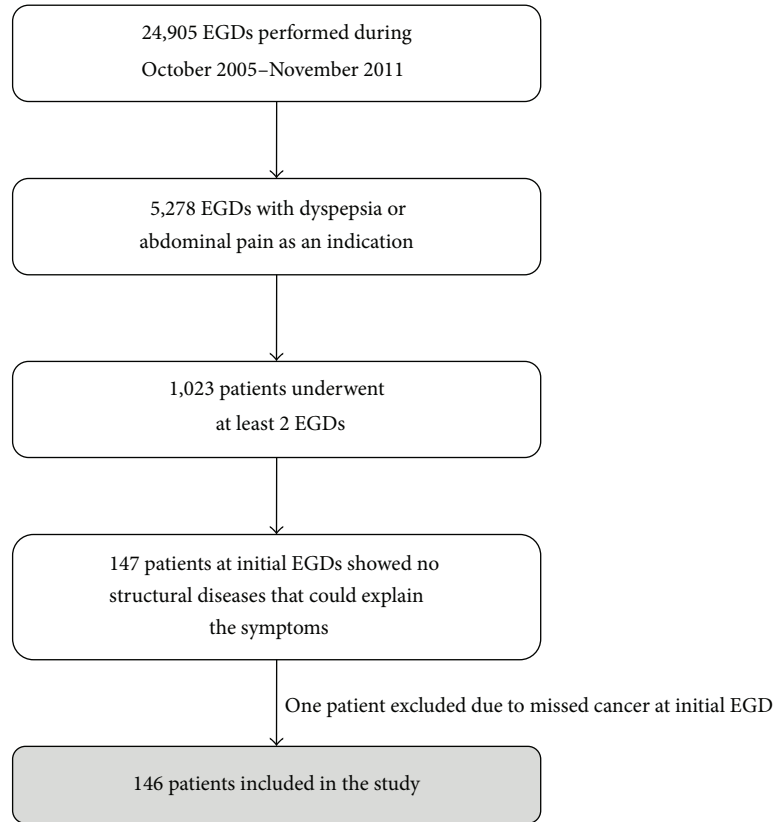 24,905 EGDs performed during
October 2005–November 2011
5,278 EGDs with dyspepsia or
abdominal pain as an indication
1,023 patients underwent
at least 2 EGDs
147 patients at initial EGDs showed no
structural diseases that could explain
the symptoms
One patient excluded due to missed cancer at initial EGD
146 patients included in the study